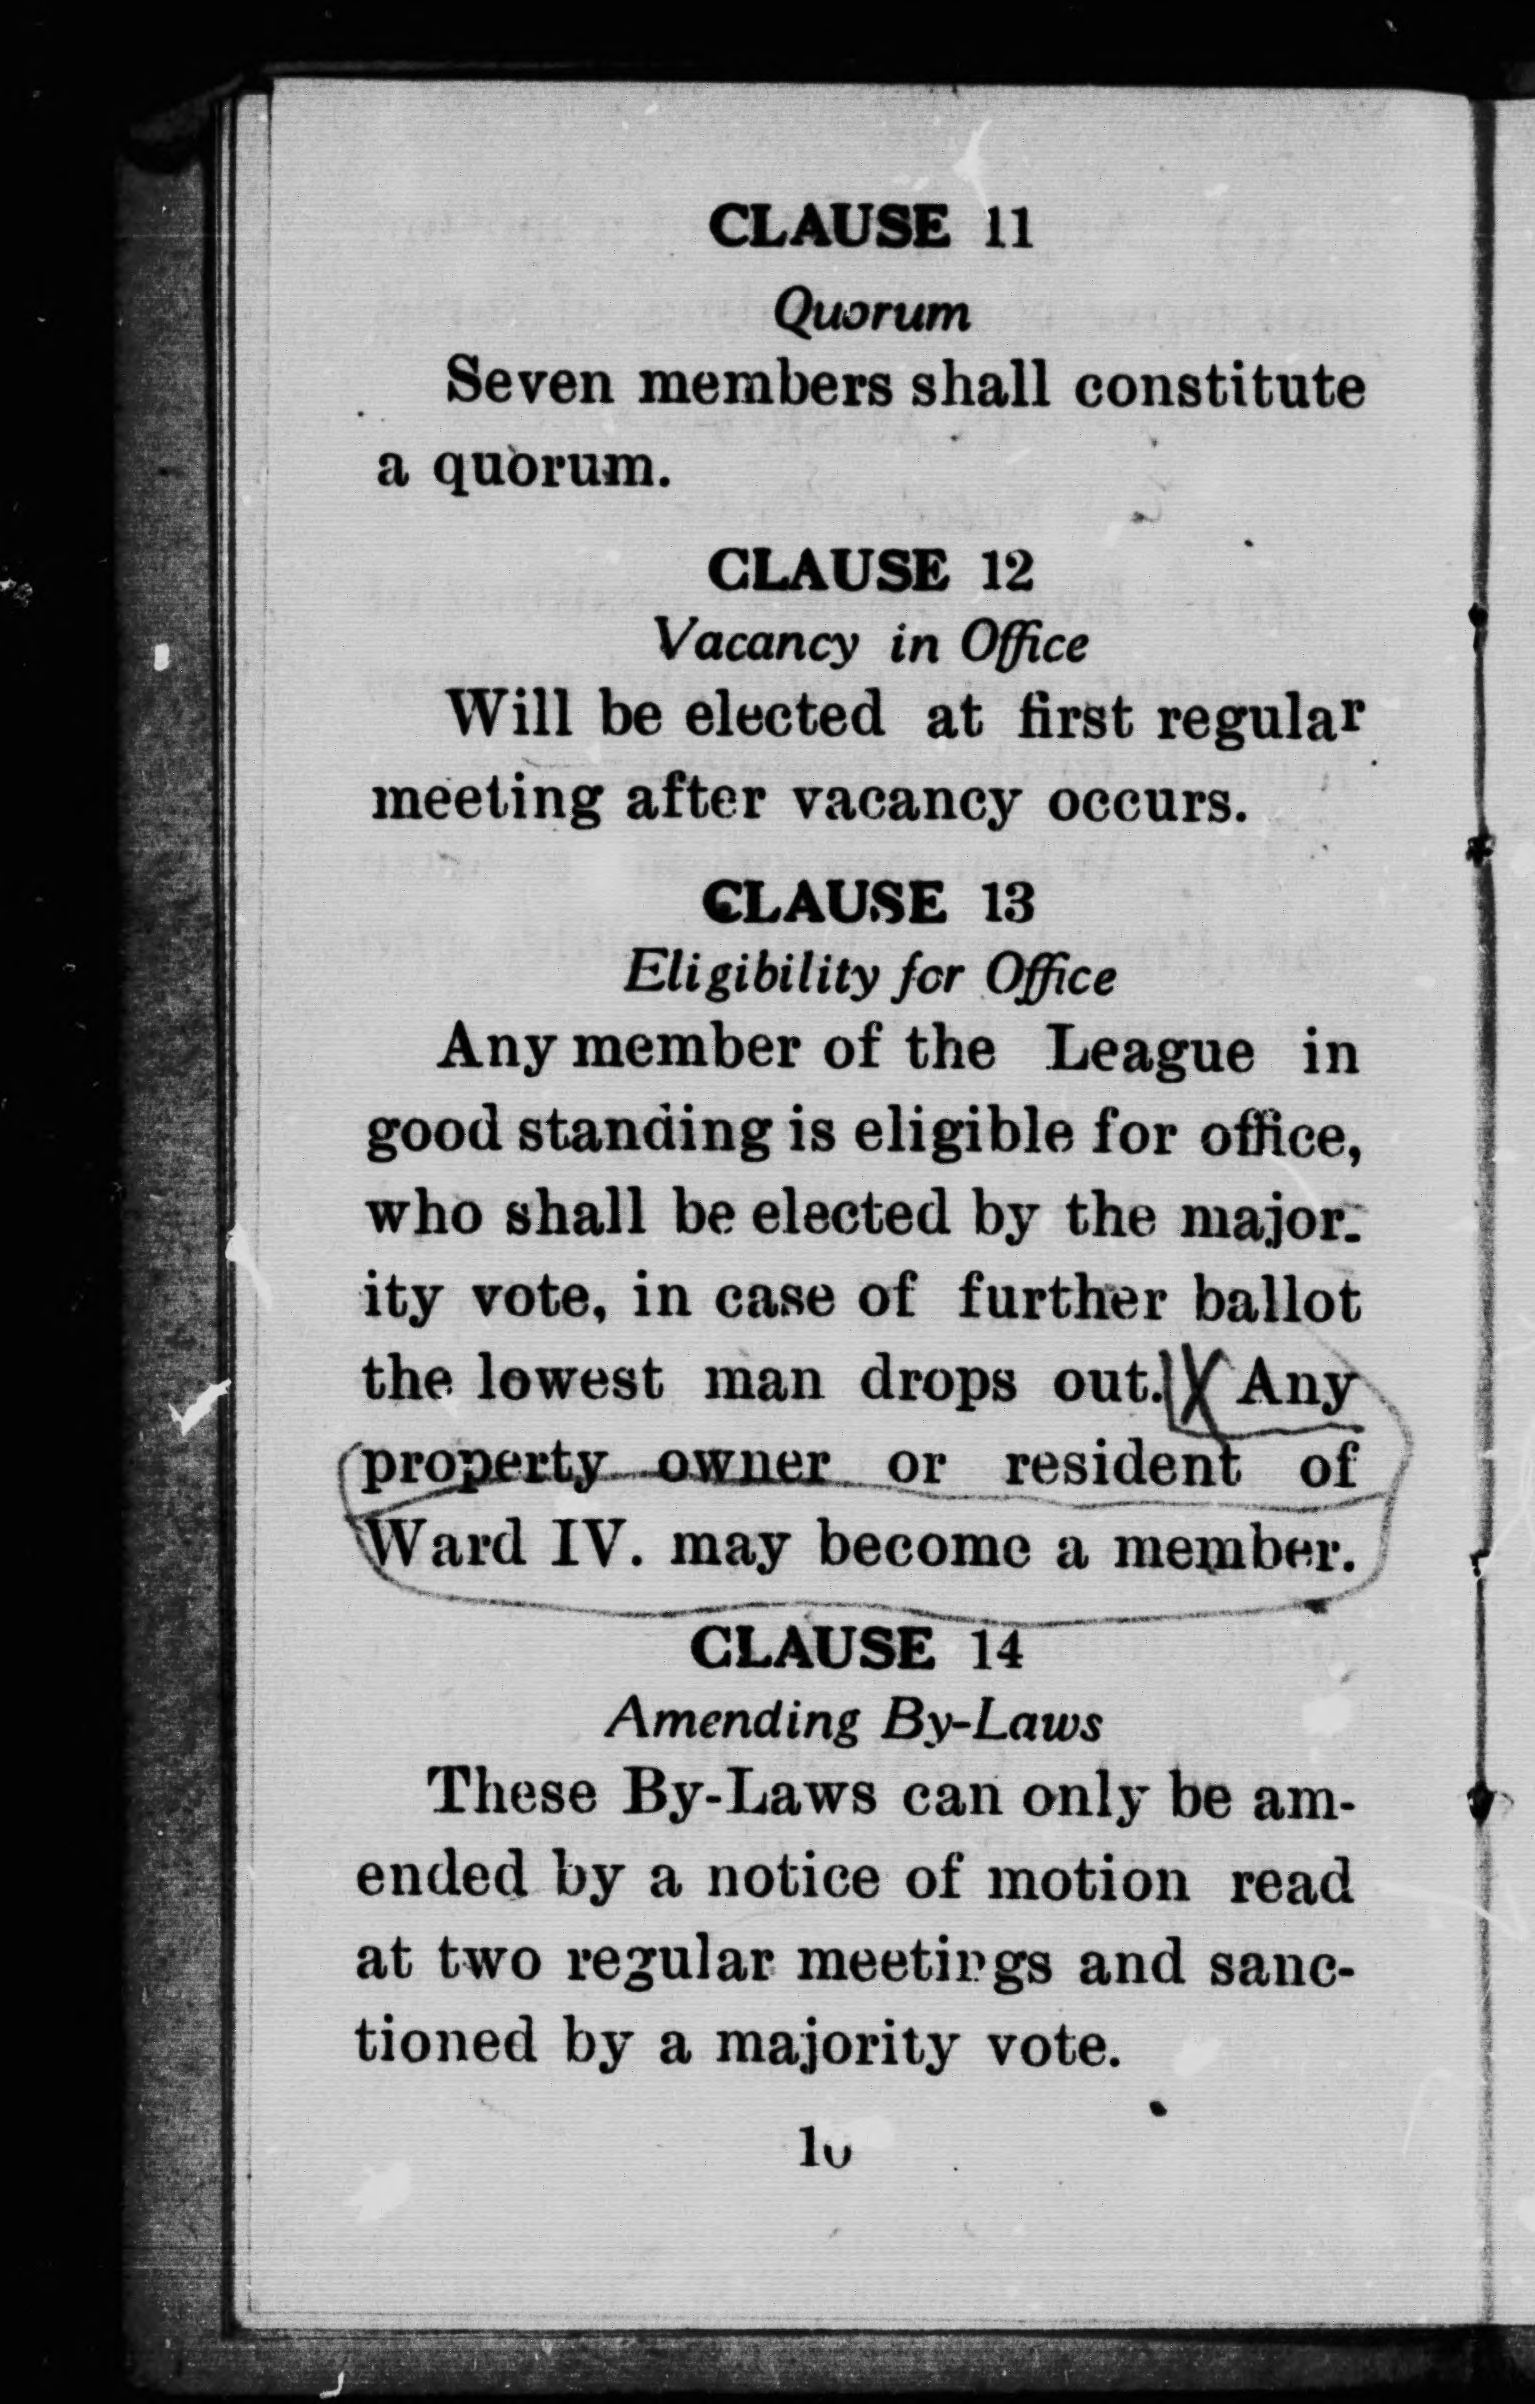 CLAUSE 11
Quorum
Seven members shall constitute
a quorum.
CLAUSE 12
Vacancy in Office
Will be elected at first regular
meeting after vacancy occurs.
CLAUSE 13
Eligibility for Office
Any member of the League in
good standing is eligible for office,
who shall be elected by the major-
ity vote, in case of further ballot
the lowest man drops out. Any
property owner or resident of
Ward IV. may become a member.
CLAUSE 14
Amending By-Laws
These By-Laws can only be am-
ended by a notice of motion read
at two regular meetings and sanc-
tioned by a majority vote.
10